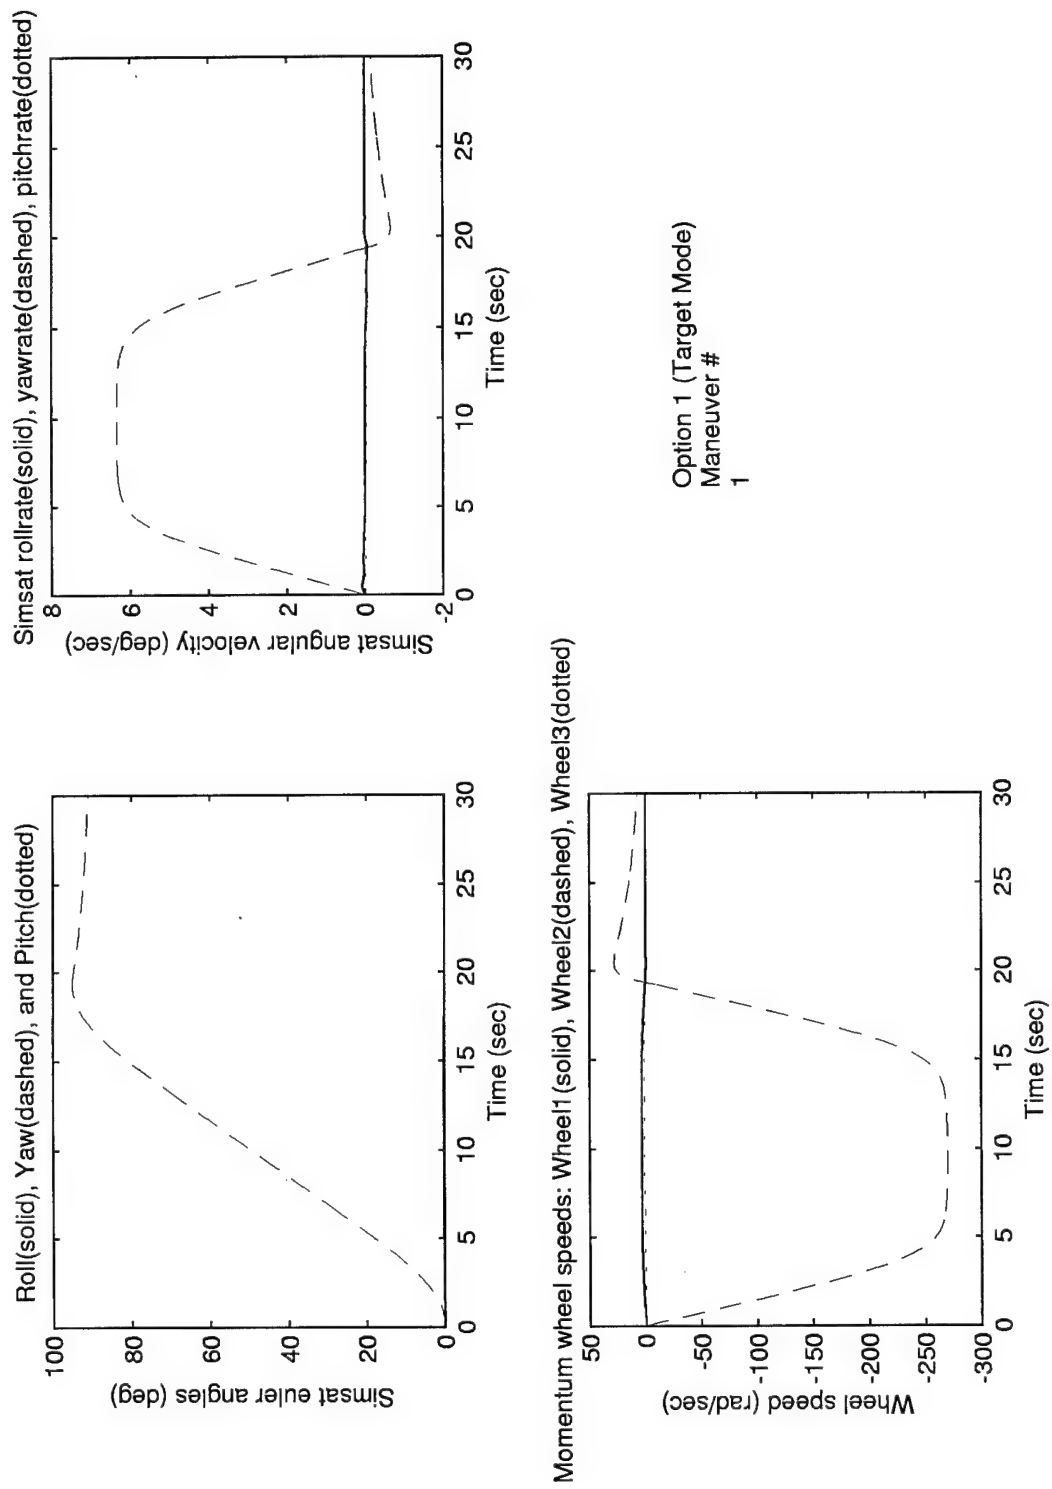 Roll(solid), Yaw(dashed), and Pitch(dotted)
Simsat euler angles (deg)
100
80
60
40
20
0
0 5 10 15 20 25 30
Time (sec)
Simsat rollrate(solid), yawrate(dashed), pitchrate(dotted)
Simsat angular velocity (deg/sec)
8
6
4
2
0
-2
0 5 10 15 20 25 30
Time (sec)
Momentum wheel speeds: Wheel1(solid), Wheel2(dashed), Wheel3(dotted)
Wheel speed (rad/sec)
50
0
-50
-100
-150
-200
-250
-300
0 5 10 15 20 25 30
Time (sec)
Option 1 (Target Mode)
Maneuver #
1